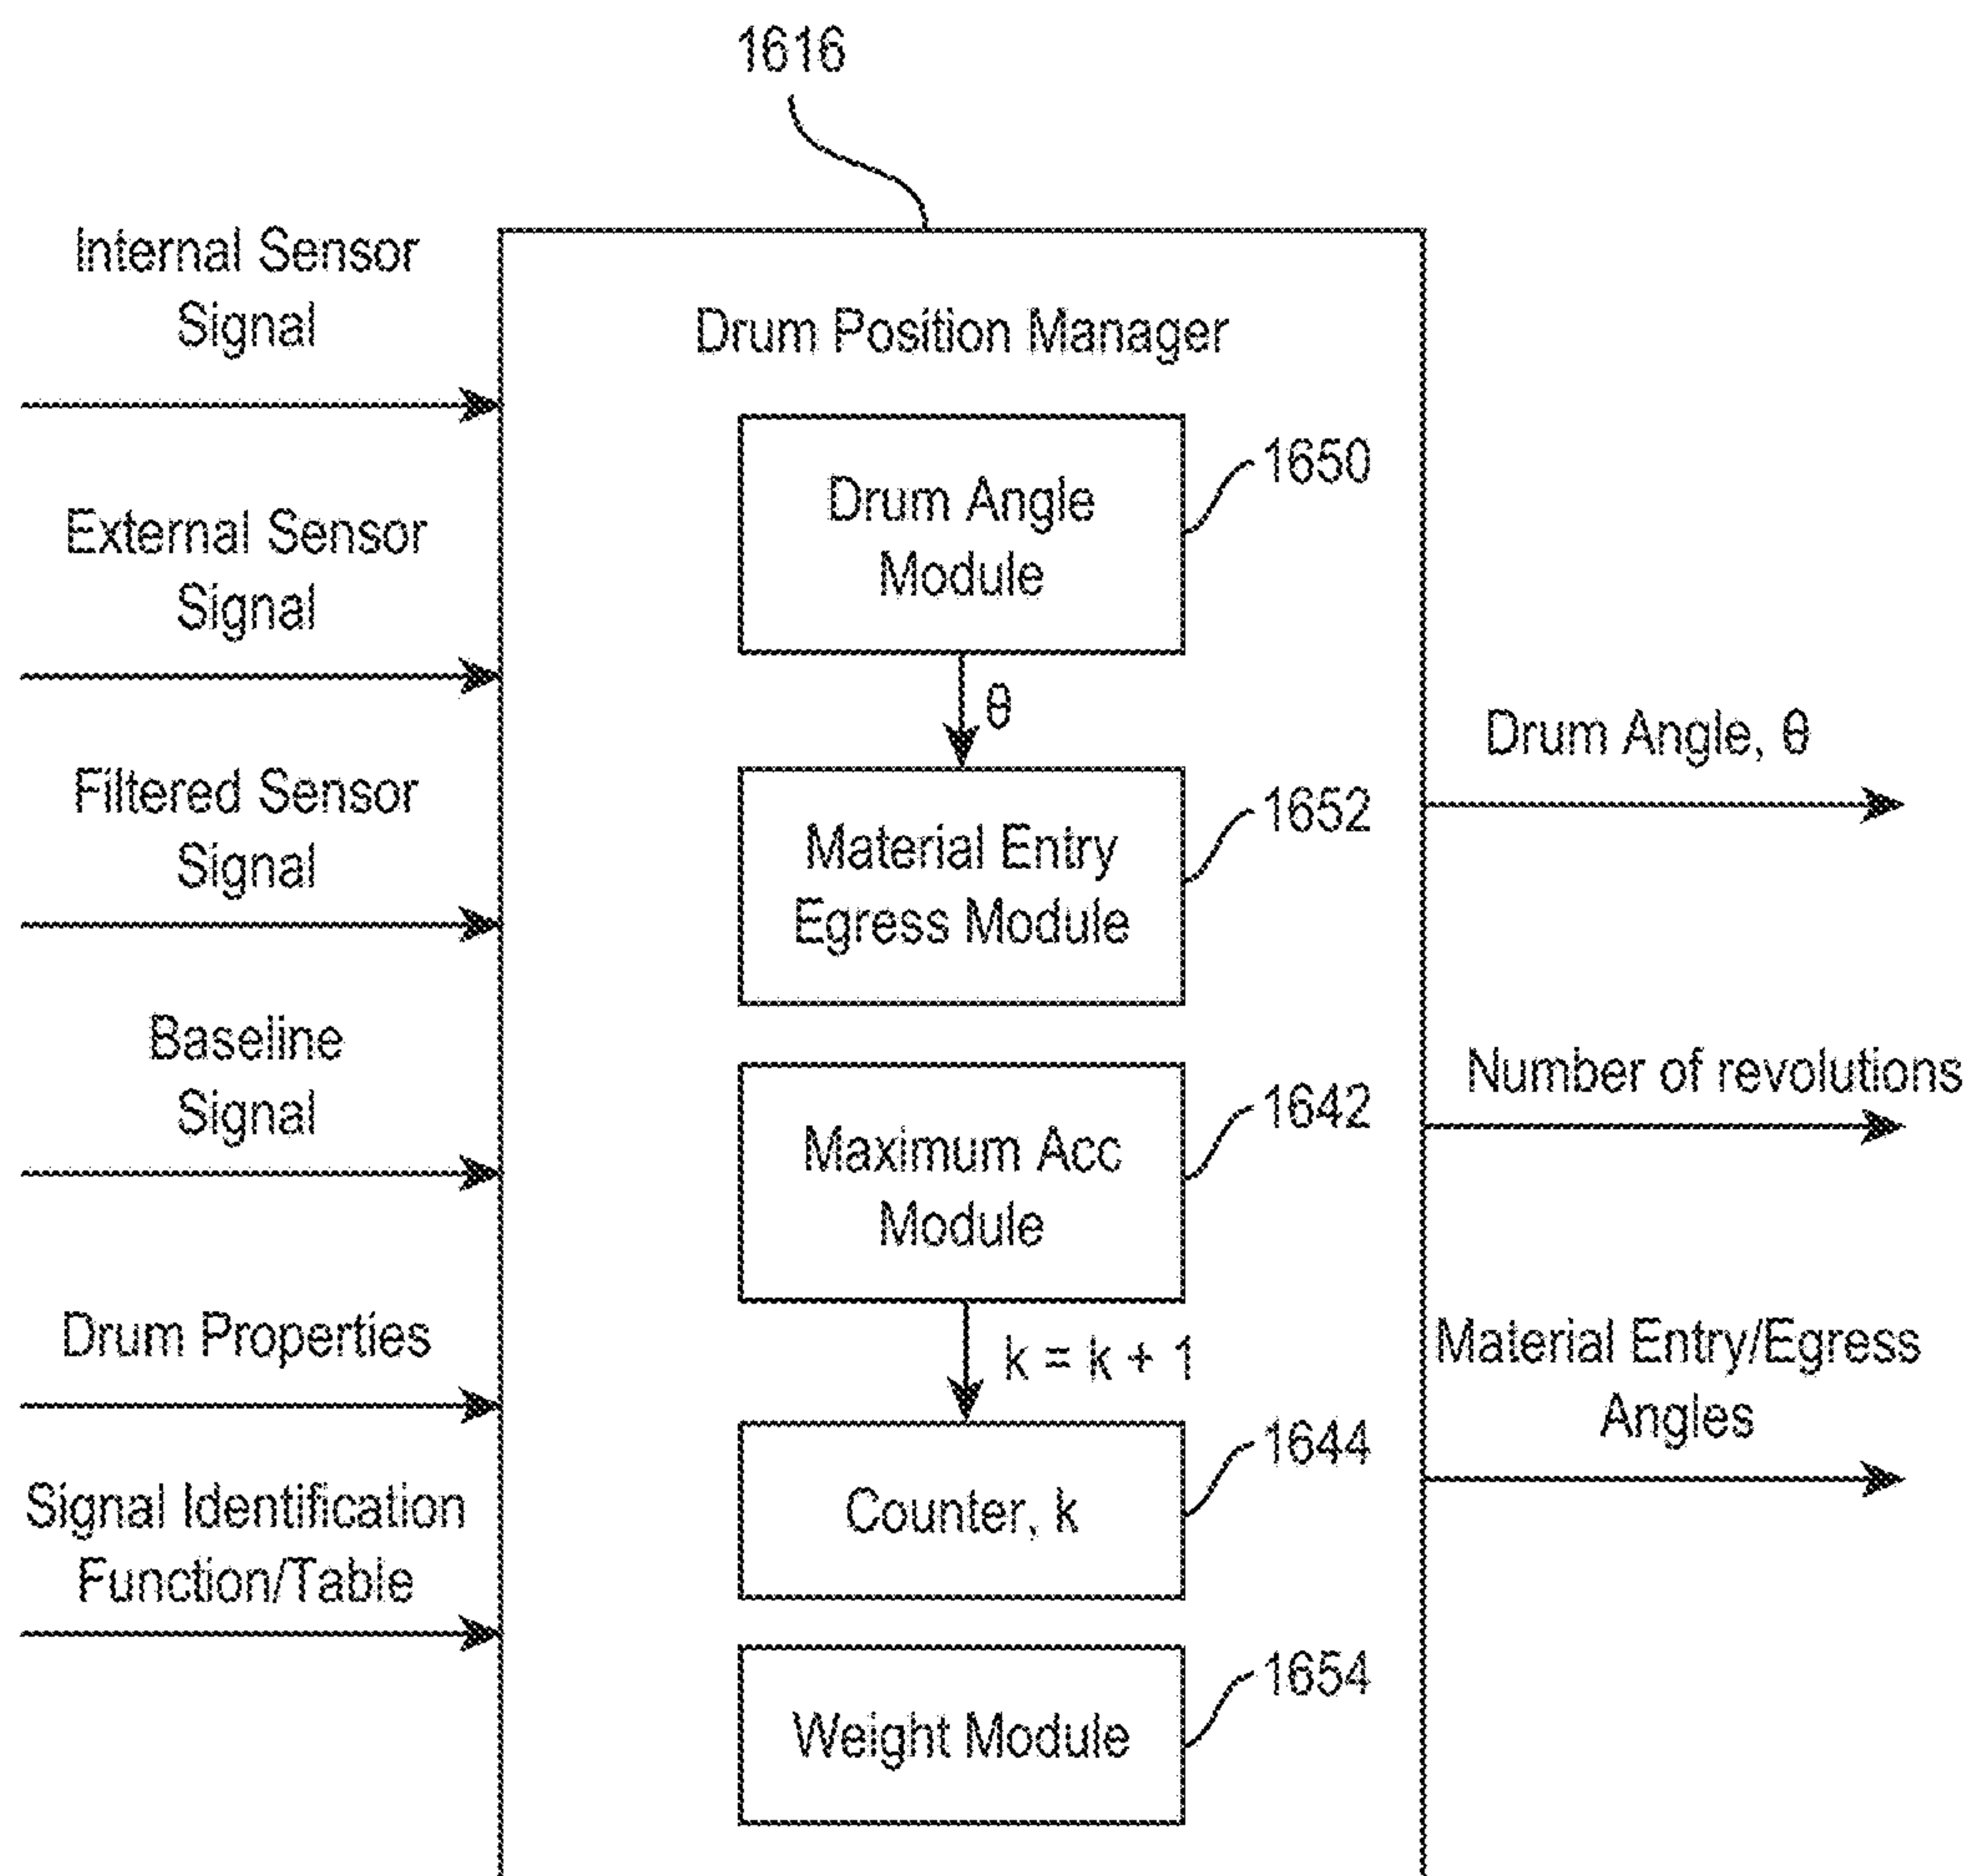 1616
Internal Sensor
Signal
External Sensor
Signal
Filtered Sensor
Signal
Baseline
Signal
Drum Properties
Signal Identification
Function/Table
Drum Position Manager
Drum Angle
Module
1650
θ
Material Entry
Egress Module
1652
Maximum Acc
Module
1642
k = k + 1
Counter, k
1644
Weight Module
1654
Drum Angle, θ
Number of revolutions
Material Entry/Egress
Angles